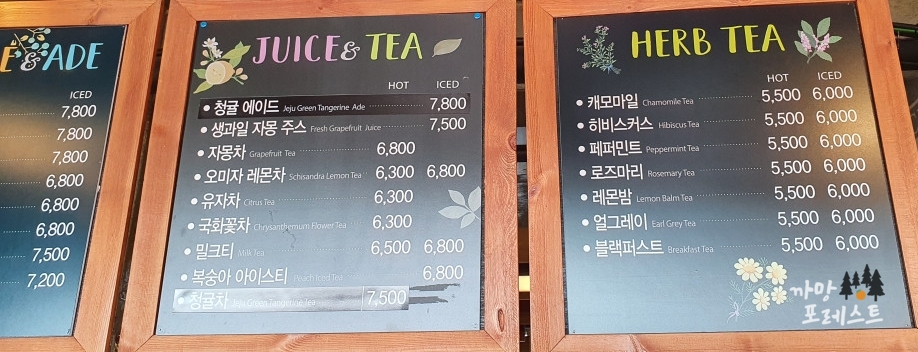 E & ADE
ICED
7,800
7,800
7,800
6,800
6,800
6,800
7,500
7,200
JUICE & TEA
HOT ICED
• 청귤 에이드 Jeju Green Tangerine Ade 7,800
• 생과일 자몽 주스 Fresh Grapefruit Juice 7,500
• 자몽차 Grapefruit Tea 6,800
• 오미자 레몬차 Schisandra Lemon Tea 6,300 6,800
• 유자차 Citrus Tea 6,300
• 국화꽃차 Chrysanthemum Flower Tea 6,300
• 밀크티 Milk Tea 6,500 6,800
• 복숭아 아이스티 Peach Iced Tea 6,800
• 청귤차 Jeju Green Tangerine Tea 7,500
HERB TEA
HOT ICED
• 캐모마일 Chamomile Tea 5,500 6,000
• 히비스커스 Hibiscus Tea 5,500 6,000
• 페퍼민트 Peppermint Tea 5,500 6,000
• 로즈마리 Rosemary Tea 5,500 6,000
• 레몬밤 Lemon Balm Tea 5,500 6,000
• 얼그레이 Earl Grey Tea 5,500 6,000
• 블랙퍼스트 Breakfast Tea 5,500 6,000
까망
포레스트